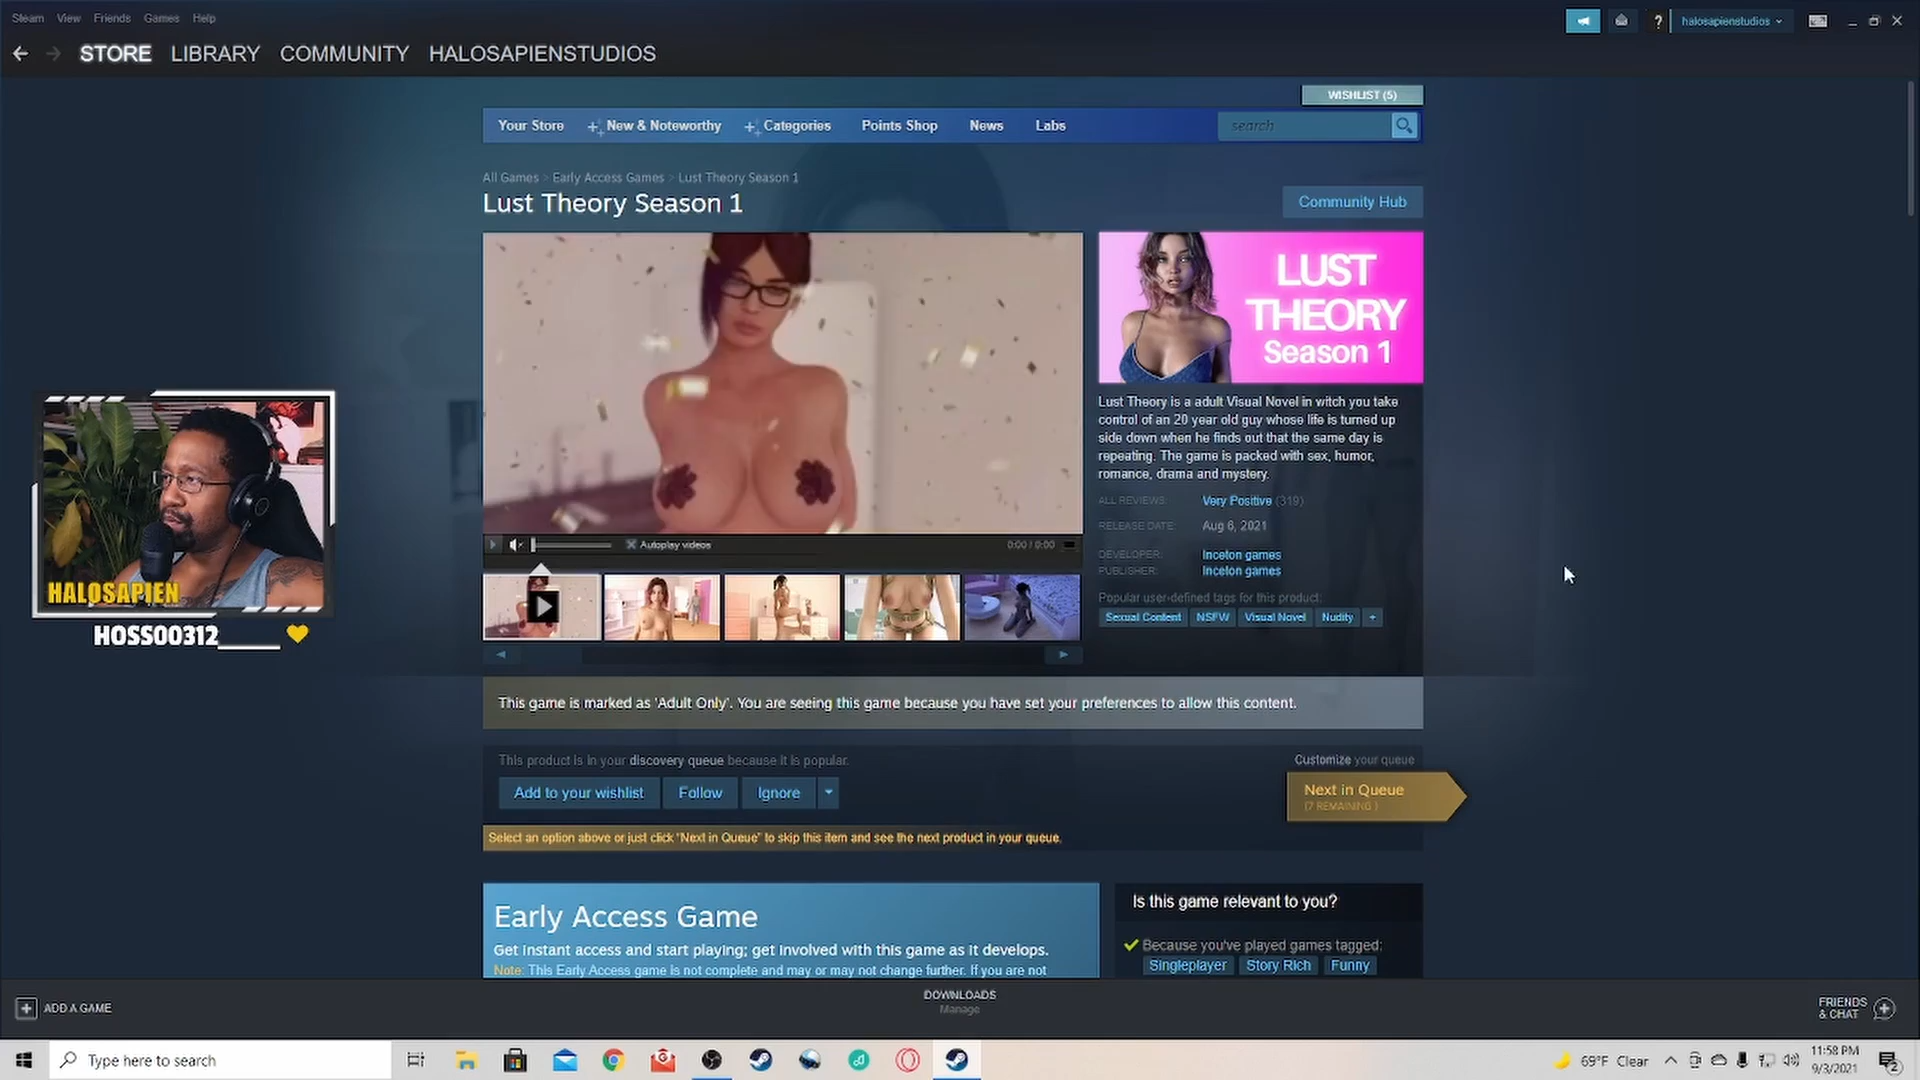 Steam View Friends Games Help
halosapienstudios
STORE LIBRARY COMMUNITY HALOSAPIENSTUDIOS
WISHLIST (5)
Your Store New & Noteworthy Categories Points Shop News Labs
search
All Games > Early Access Games > Lust Theory Season 1
Lust Theory Season 1
Community Hub
LUST
THEORY
Season 1
Lust Theory is a adult Visual Novel in witch you take
control of an 20 year old guy whose life is turned up
side down when he finds out that the same day is
repeating. The game is packed with sex, humor,
romance, drama and mystery.
ALL REVIEWS: Very Positive (319)
RELEASE DATE: Aug 6, 2021
DEVELOPER: Inceton games
PUBLISHER: Inceton games
Popular user-defined tags for this product:
Sexual Content NSFW Visual Novel Nudity +
Autoplay videos
0:00 / 0:00
HALOSAPIEN
HOSS00312_____
This game is marked as 'Adult Only'. You are seeing this game because you have set your preferences to allow this content.
This product is in your discovery queue because it is popular.
Customize your queue
Add to your wishlist Follow Ignore
Next in Queue
(7 REMAINING )
Select an option above or just click "Next in Queue" to skip this item and see the next product in your queue.
Early Access Game
Get instant access and start playing; get involved with this game as it develops.
Note: This Early Access game is not complete and may or may not change further. If you are not
Is this game relevant to you?
Because you've played games tagged:
Singleplayer Story Rich Funny
ADD A GAME
DOWNLOADS
Manage
FRIENDS
& CHAT
Type here to search
69°F Clear
11:58 PM
9/3/2021
2